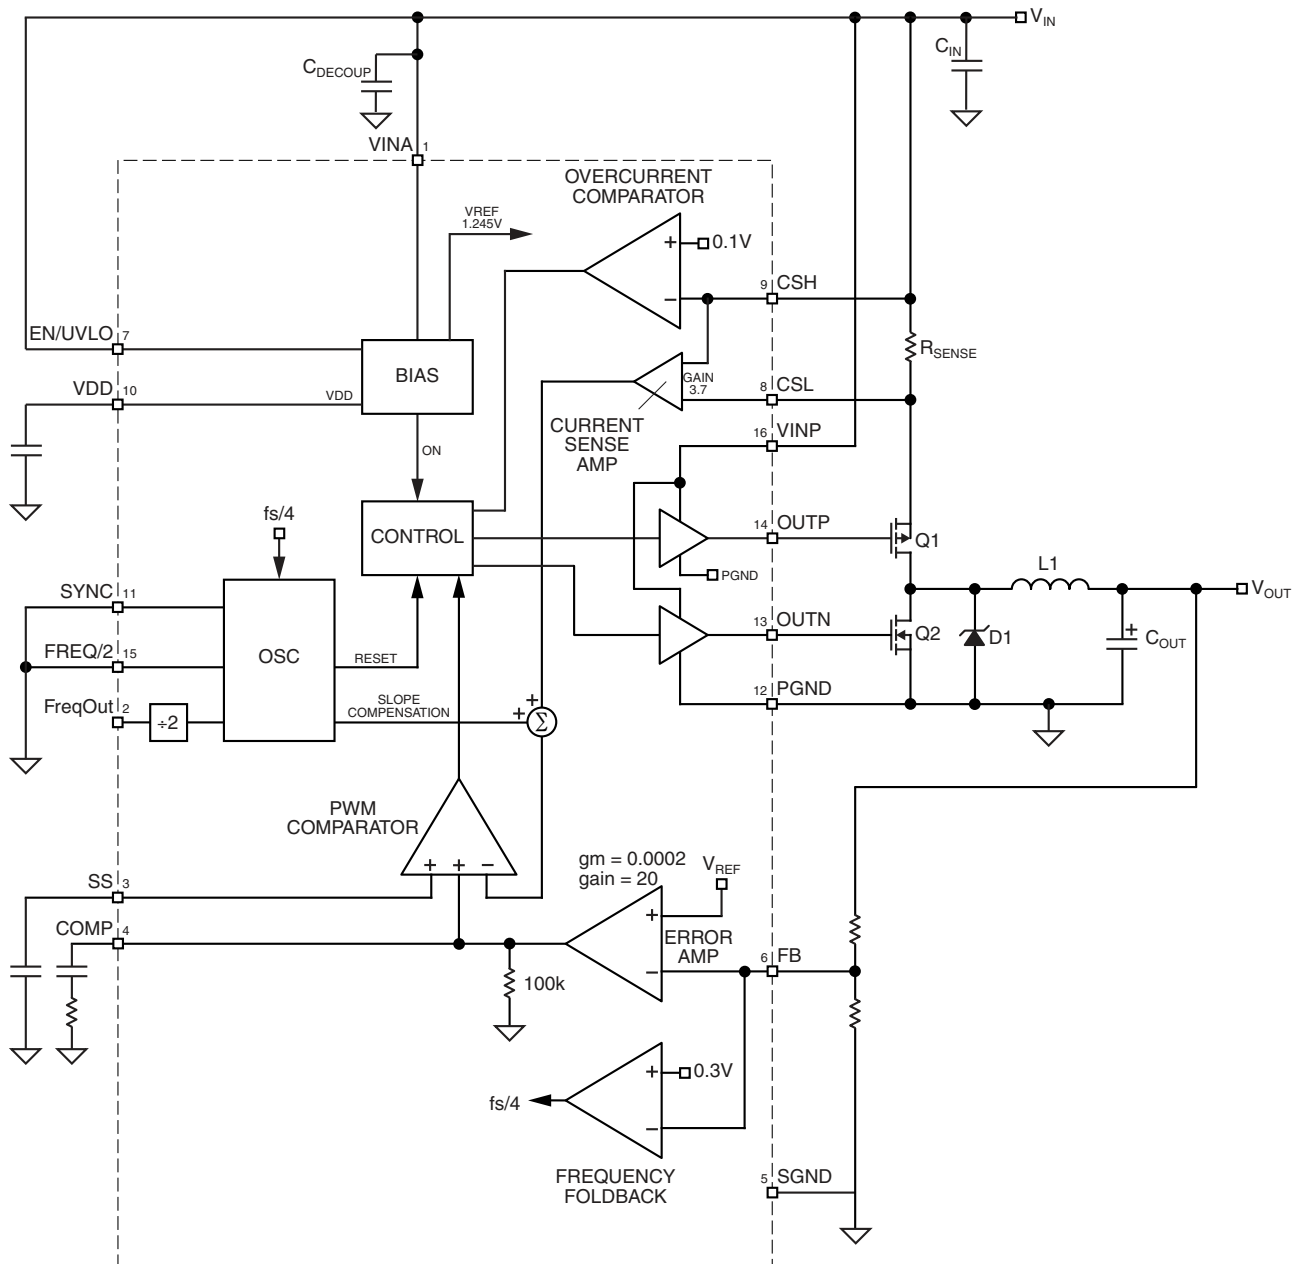 VIN
CIN
CDECOUP
VINA 1
OVERCURRENT
COMPARATOR
VREF
1.245V
+ 0.1V
−
9 CSH
EN/UVLO 7
RSENSE
BIAS
GAIN
3.7
8 CSL
VDD 10
VDD
CURRENT
SENSE
AMP
16 VINP
ON
fs/4
CONTROL
14 OUTP
Q1
PGND
L1
VOUT
SYNC 11
13 OUTN
Q2
D1
+
COUT
FREQ/2 15
OSC
RESET
12 PGND
FreqOut 2
÷2
SLOPE
COMPENSATION
+
+
Σ
PWM
COMPARATOR
+ + −
gm = 0.0002
gain = 20
VREF
SS 3
+
COMP 4
ERROR
AMP
−
6 FB
100k
+ 0.3V
fs/4
−
FREQUENCY
FOLDBACK
5 SGND